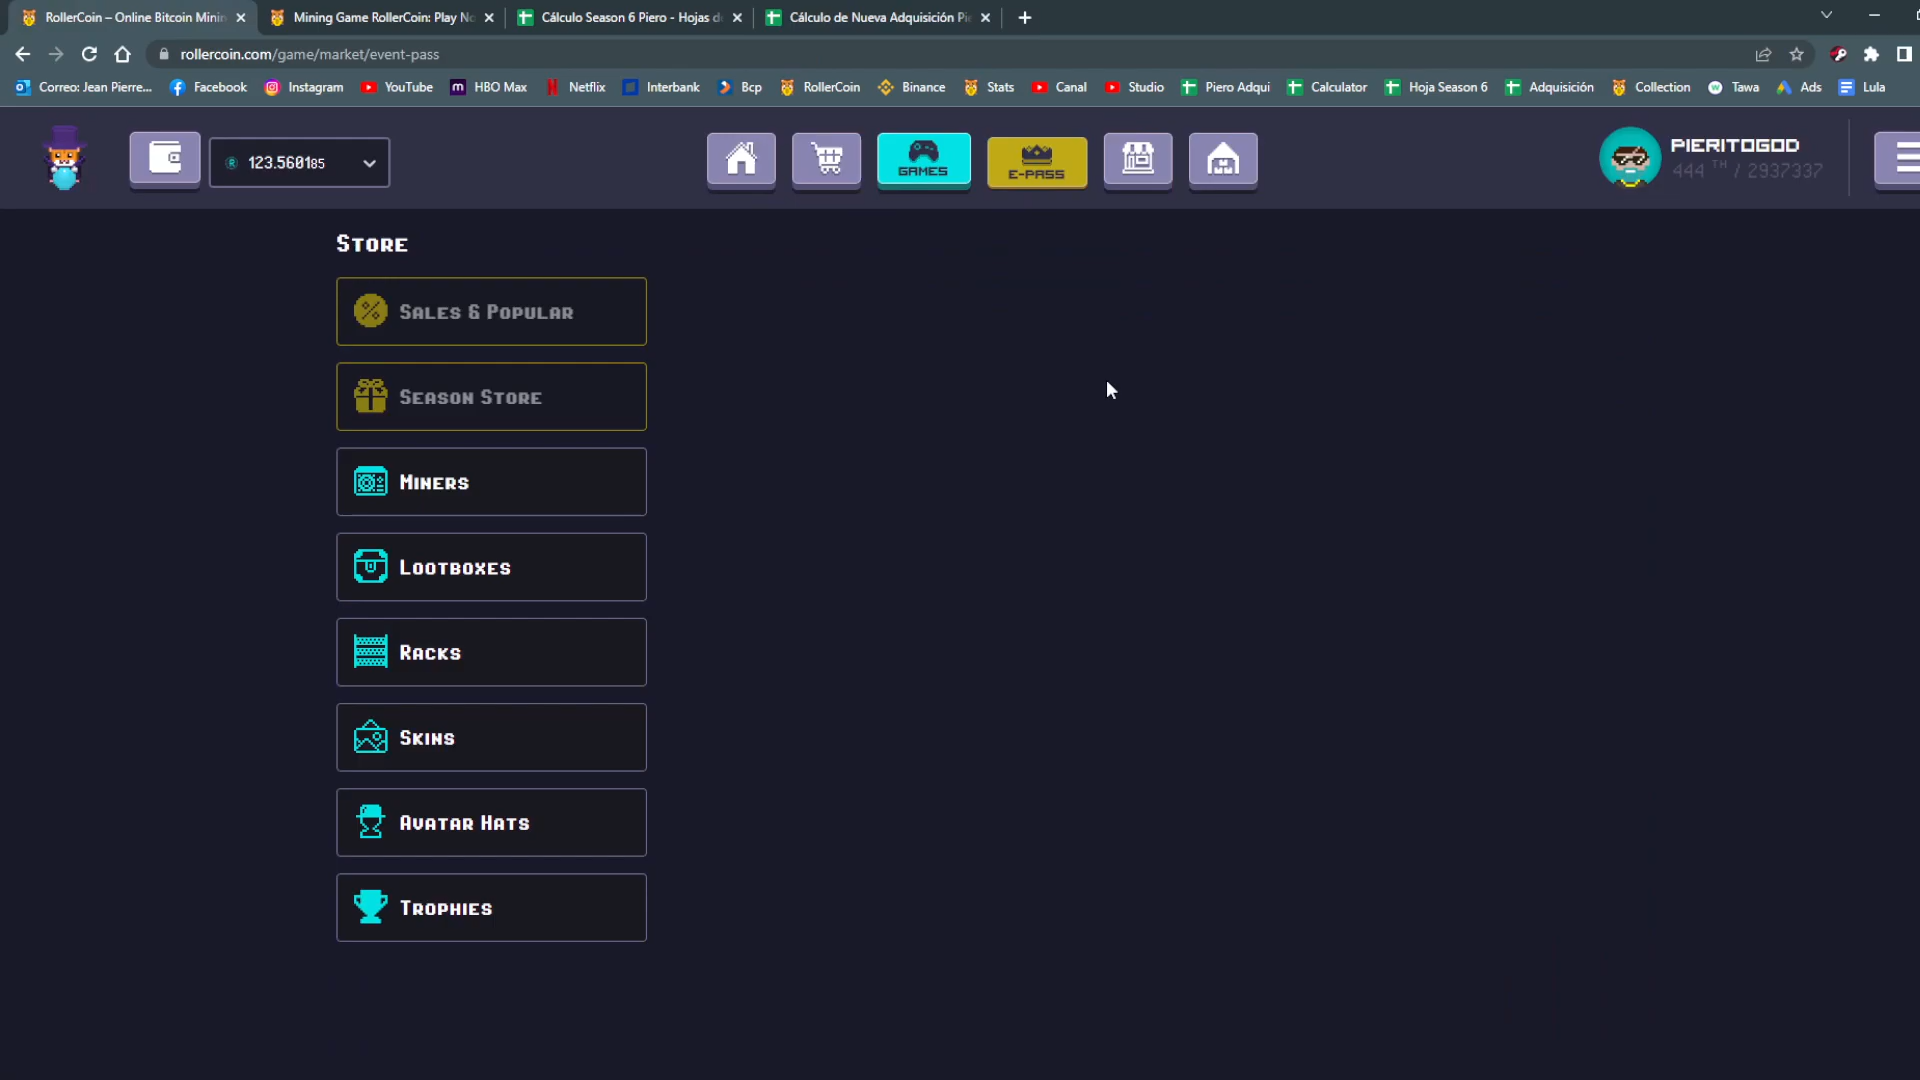 RollerCoin – Online Bitcoin Minin
Mining Game RollerCoin: Play No
Cálculo Season 6 Piero - Hojas d
Cálculo de Nueva Adquisición Pi
rollercoin.com/game/market/event-pass
Correo: Jean Pierre...
Facebook
Instagram
YouTube
HBO Max
Netflix
Interbank
Bcp
RollerCoin
Binance
Stats
Canal
Studio
Piero Adqui
Calculator
Hoja Season 6
Adquisición
Collection
Tawa
Ads
Lula
123.560185
GAMES
E-PASS
PIERITOGOD
444 TH / 2937337
Store
Sales & Popular
Season Store
Miners
Lootboxes
Racks
Skins
Avatar Hats
Trophies